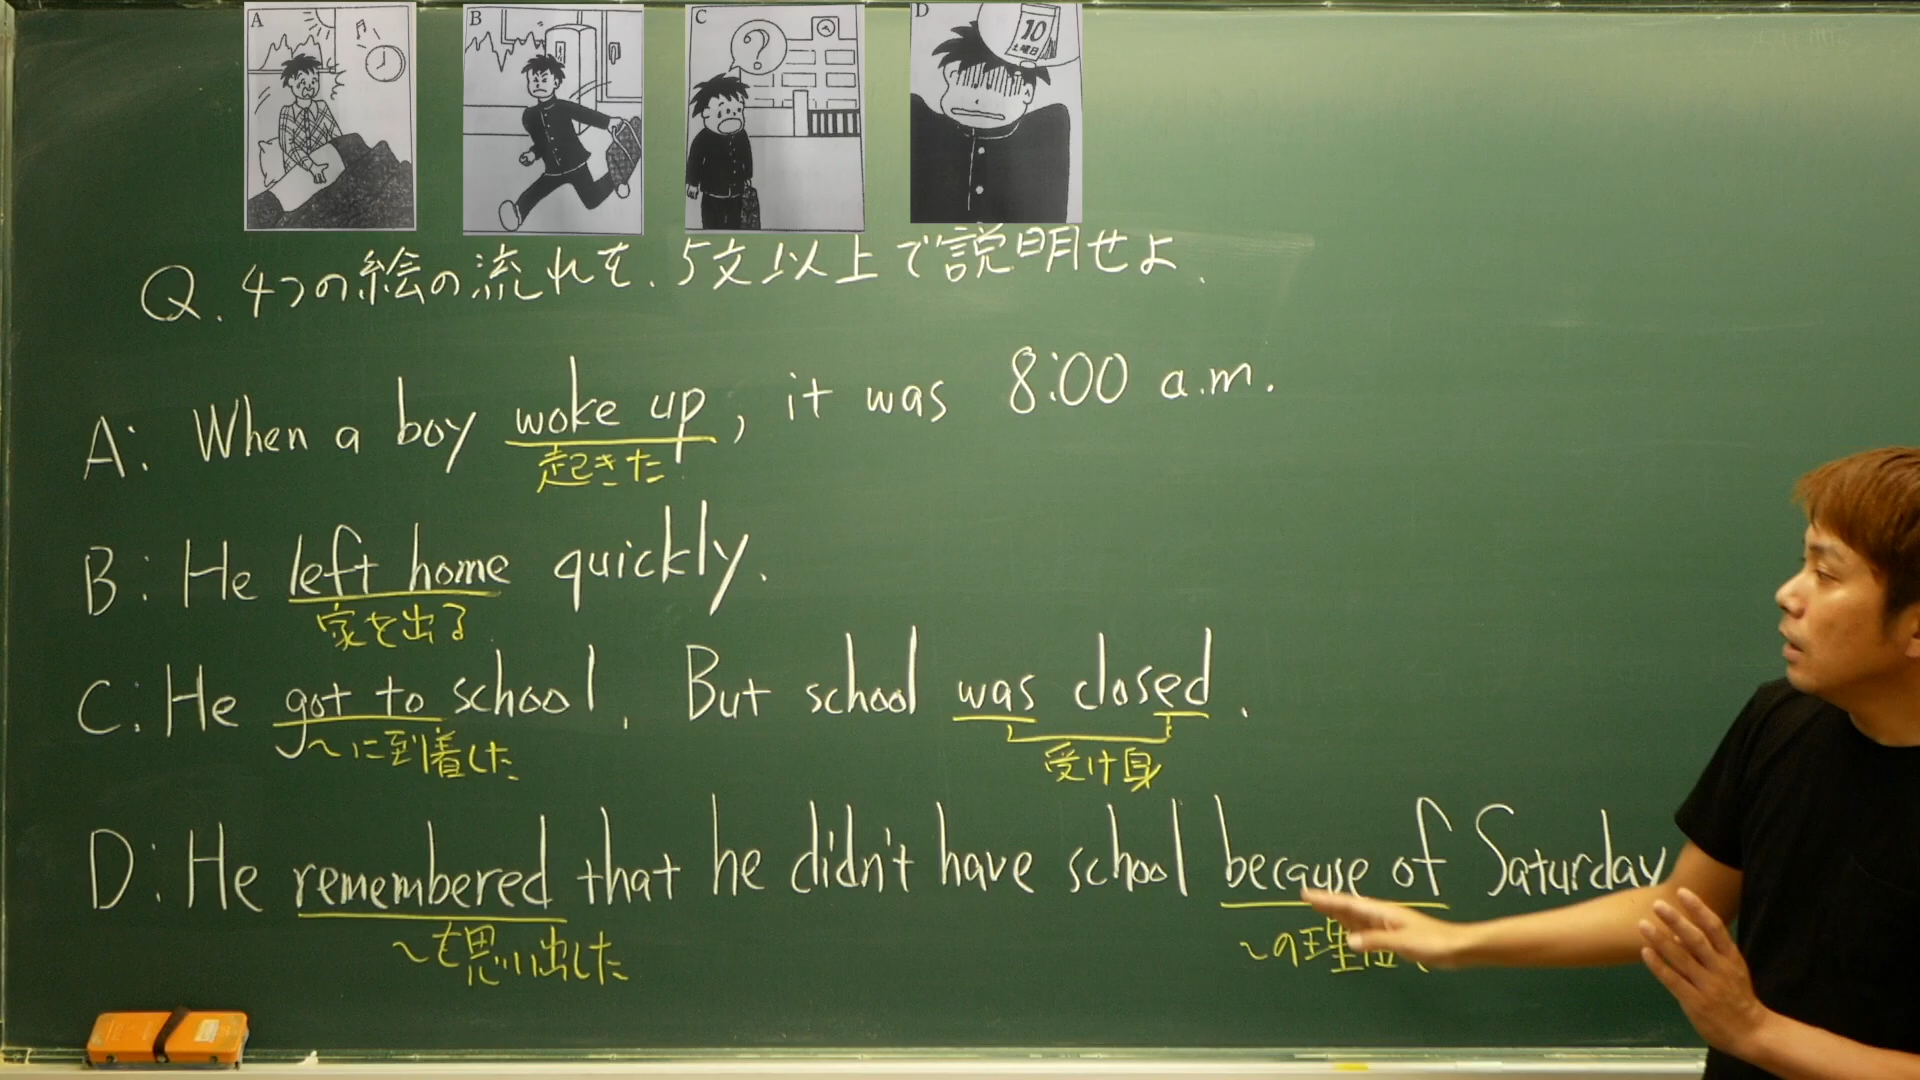 A
B
C
D
?
10
土曜日
Q. 4つの絵の流れを、5文以上で説明せよ.
A: When a boy woke up, it was 8:00 a.m.
起きた
B: He left home quickly.
家を出る
C: He got to school. But school was closed.
〜に到着した
受け身
D: He remembered that he didn't have school because of Saturday
〜を思い出した
〜の理由